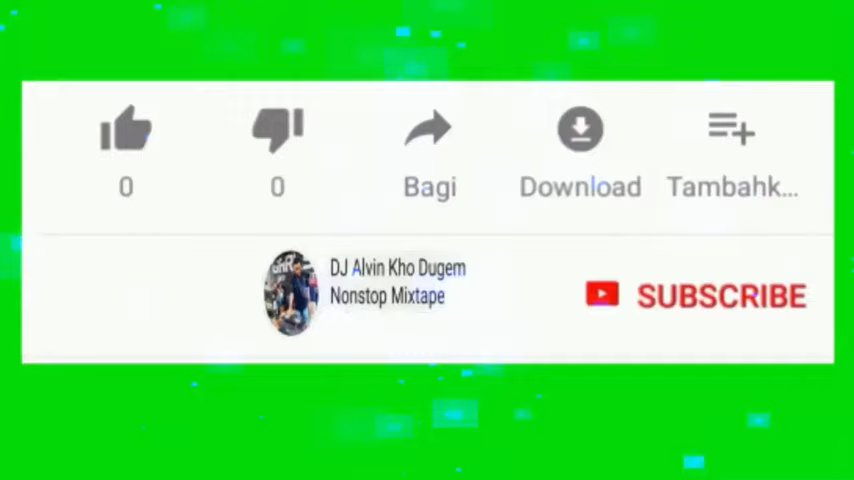 0 0 Bagi Download Tambahk...
DJ Alvin Kho Dugem
Nonstop Mixtape
SUBSCRIBE